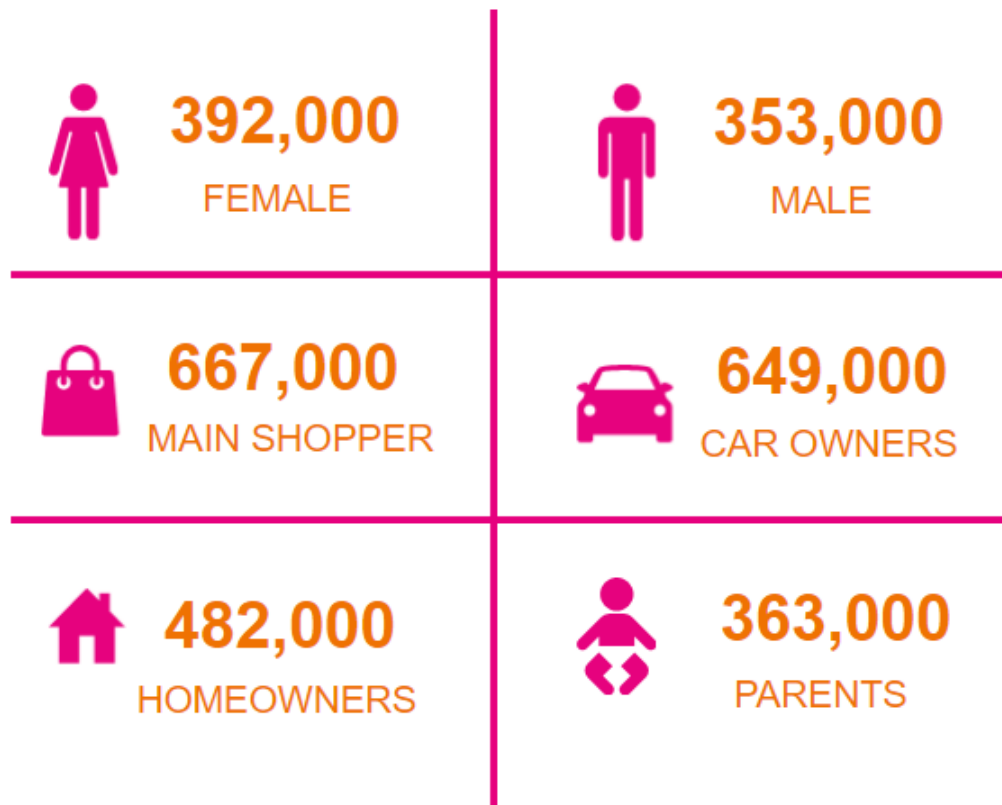 392,000
FEMALE
353,000
MALE
667,000
MAIN SHOPPER
649,000
CAR OWNERS
482,000
HOMEOWNERS
363,000
PARENTS